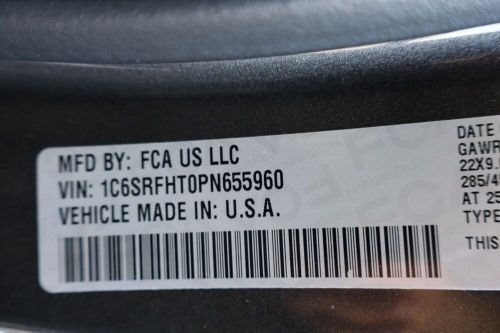 MFD BY: FCA US LLC
VIN: 1C6SRFHT0PN655960
VEHICLE MADE IN: U.S.A.
DATE
GAWR
22X9.
285/4
AT 25
TYPE
THIS